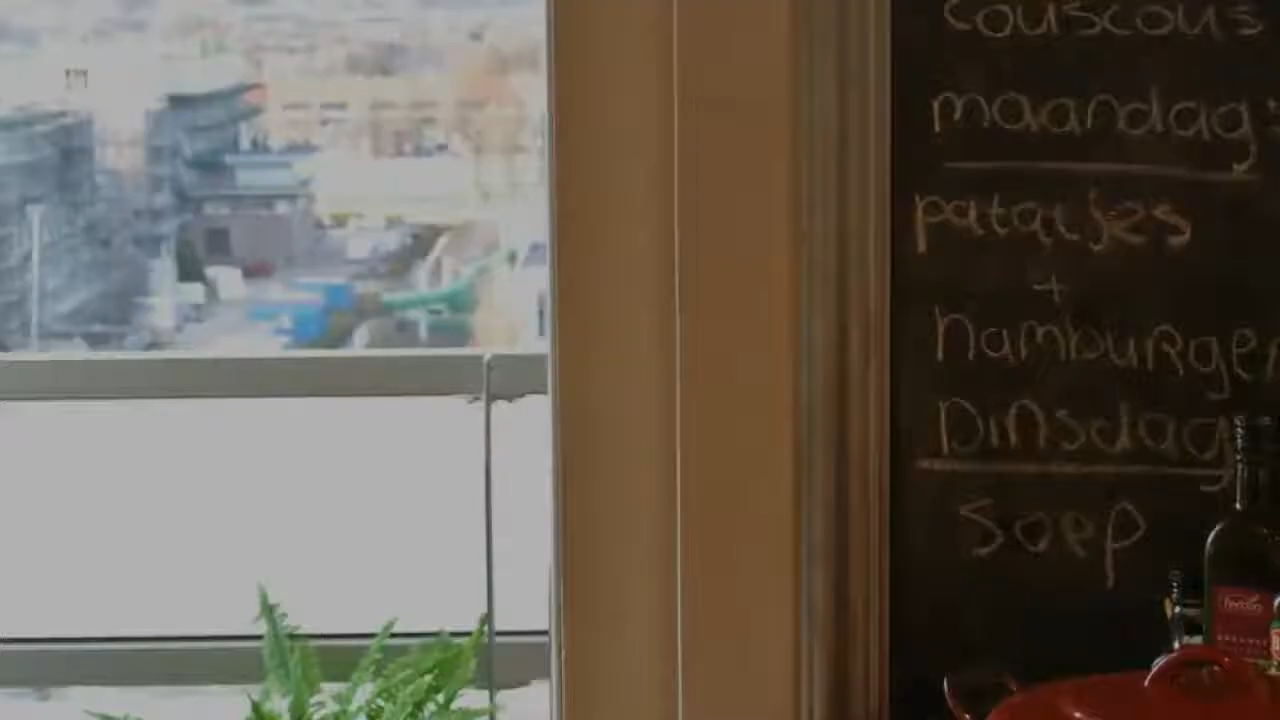 couscous
maandag:
patatjes
+
hamburger
Dinsdag
Soep